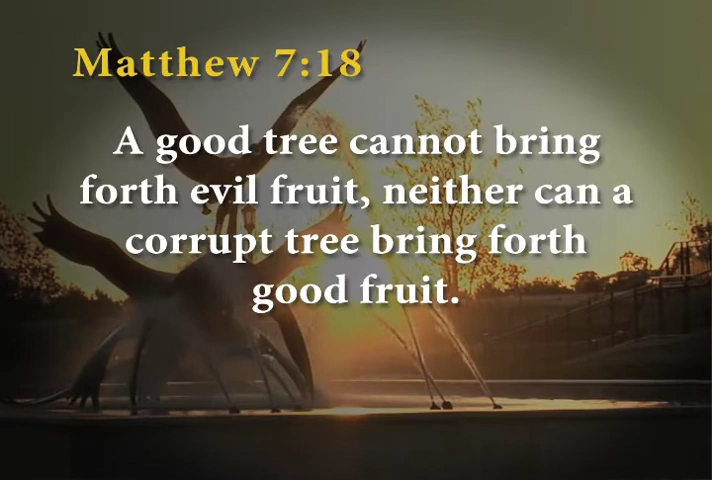 Matthew 7:18
A good tree cannot bring
forth evil fruit, neither can a
corrupt tree bring forth
good fruit.